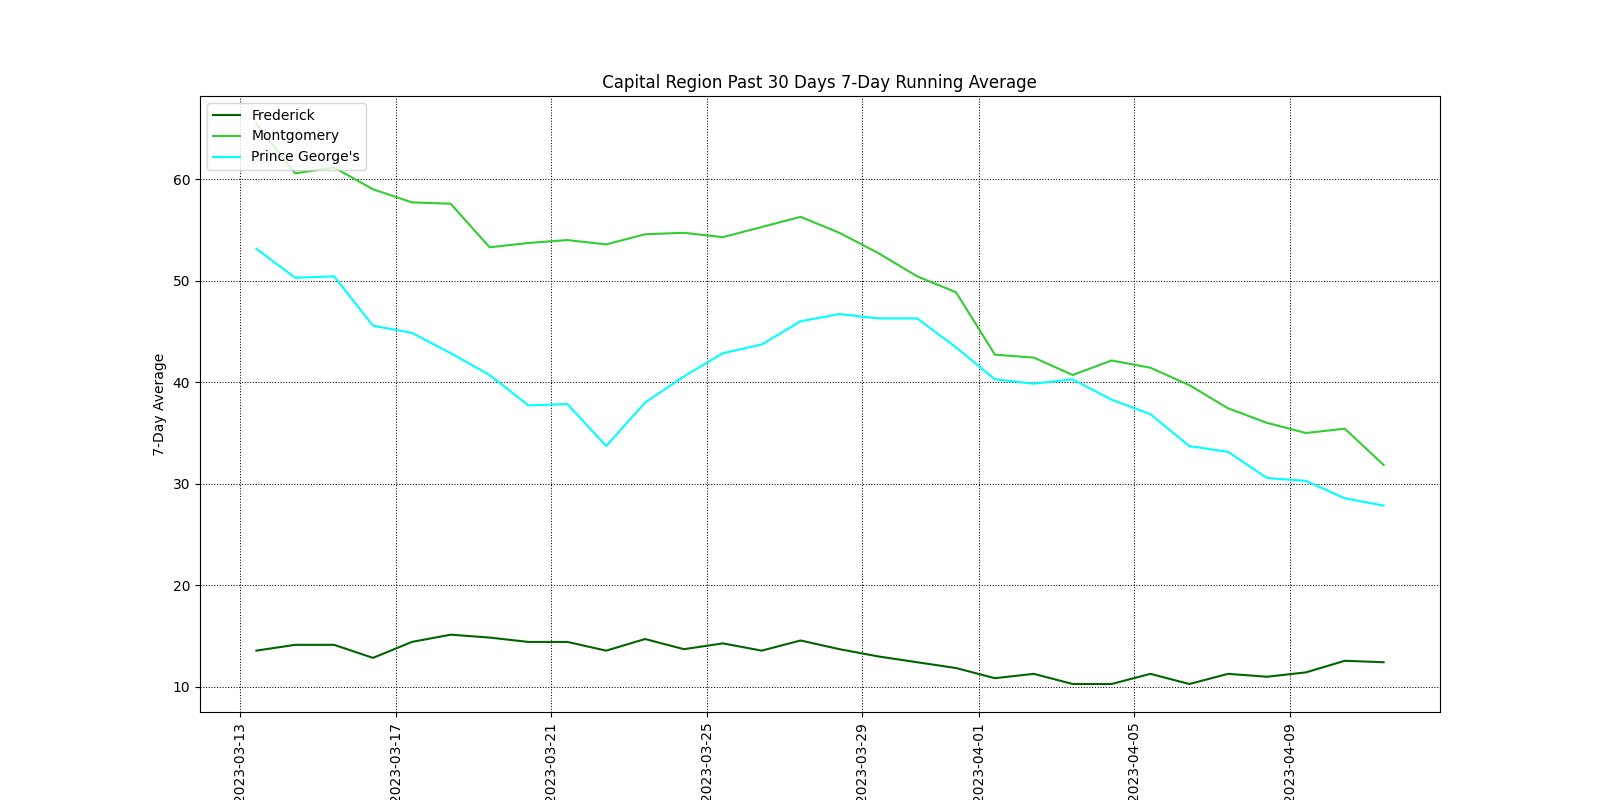 Capital Region Past 30 Days 7-Day Running Average
Frederick
Montgomery
Prince George's
7-Day Average
60
50
40
30
20
10
2023-03-13
2023-03-17
2023-03-21
2023-03-25
2023-03-29
2023-04-01
2023-04-05
2023-04-09